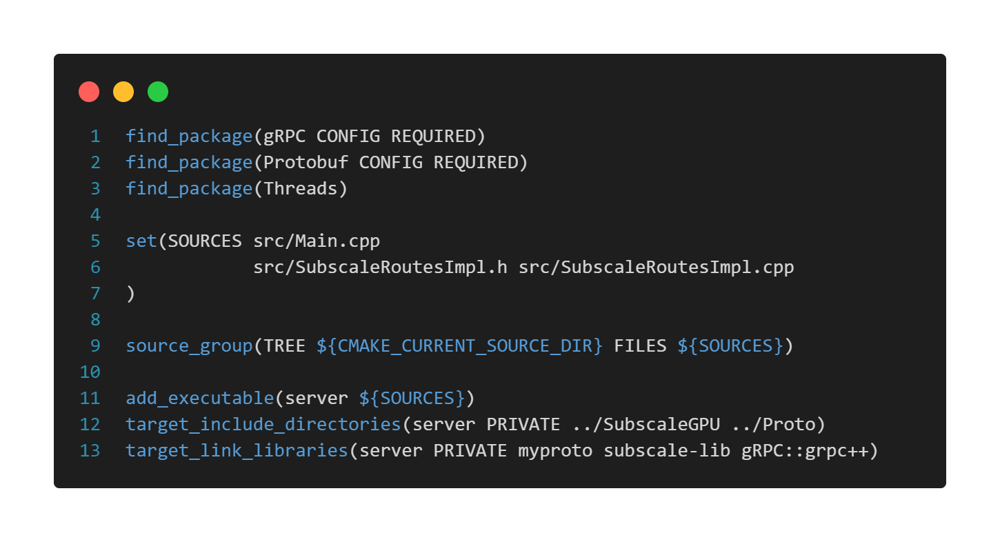 1 find_package(gRPC CONFIG REQUIRED)
2 find_package(Protobuf CONFIG REQUIRED)
3 find_package(Threads)
4
5 set(SOURCES src/Main.cpp
6             src/SubscaleRoutesImpl.h src/SubscaleRoutesImpl.cpp
7 )
8
9 source_group(TREE ${CMAKE_CURRENT_SOURCE_DIR} FILES ${SOURCES})
10
11 add_executable(server ${SOURCES})
12 target_include_directories(server PRIVATE ../SubscaleGPU ../Proto)
13 target_link_libraries(server PRIVATE myproto subscale-lib gRPC::grpc++)